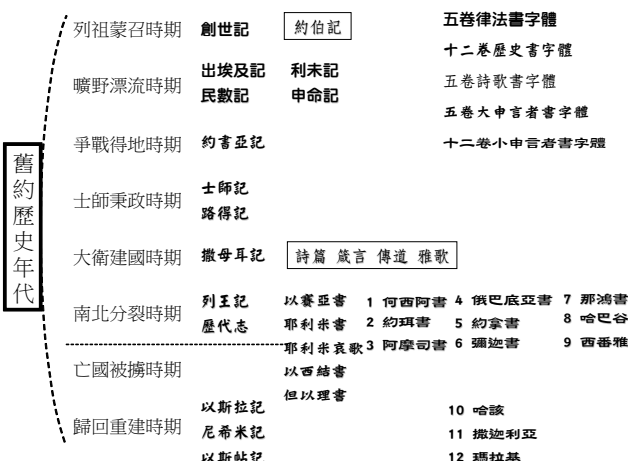 舊約歷史年代
列祖蒙召時期 創世記 約伯記
曠野漂流時期 出埃及記 利未記
民數記 申命記
爭戰得地時期 約書亞記
士師秉政時期 士師記
路得記
大衛建國時期 撒母耳記 詩篇 箴言 傳道 雅歌
南北分裂時期 列王記 以賽亞書 1 何西阿書 4 俄巴底亞書 7 那鴻書
歷代志 耶利米書 2 約珥書 5 約拿書 8 哈巴谷
耶利米哀歌 3 阿摩司書 6 彌迦書 9 西番雅
亡國被擄時期 以西結書
但以理書
歸回重建時期 以斯拉記 10 哈該
尼希米記 11 撒迦利亞
以斯帖記 12 瑪拉基
五卷律法書字體
十二卷歷史書字體
五卷詩歌書字體
五卷大申言者書字體
十二卷小申言者書字體